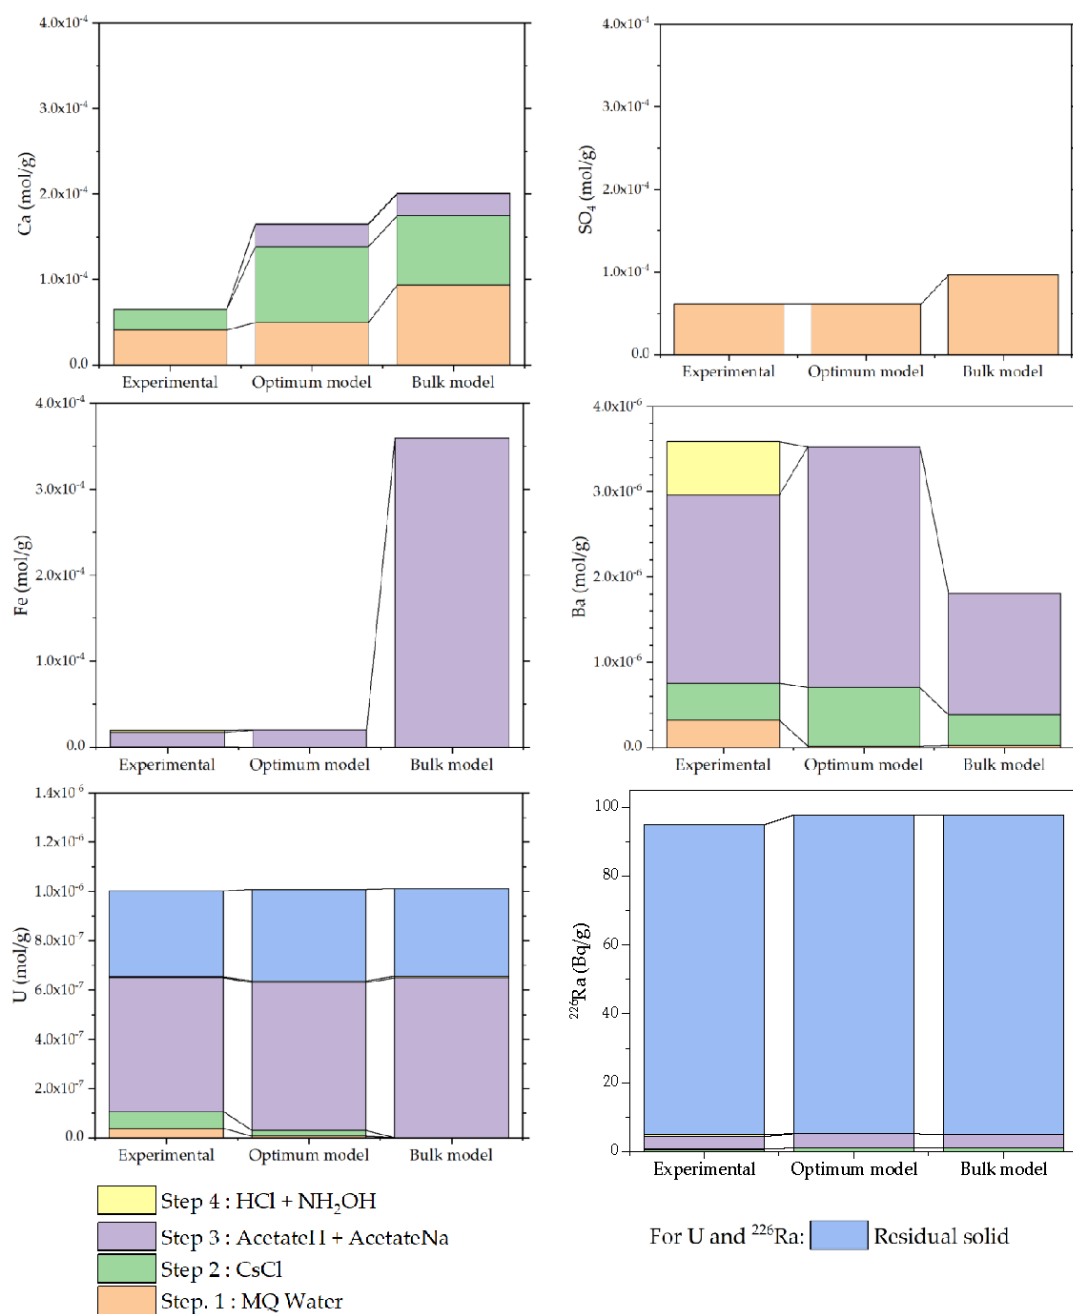 4.0x10⁻⁴
3.0x10⁻⁴
2.0x10⁻⁴
1.0x10⁻⁴
0.0
Ca (mol/g)
Experimental Optimum model Bulk model
4.0x10⁻⁴
3.0x10⁻⁴
2.0x10⁻⁴
1.0x10⁻⁴
0.0
SO₄ (mol/g)
Experimental Optimum model Bulk model
4.0x10⁻⁴
3.0x10⁻⁴
2.0x10⁻⁴
1.0x10⁻⁴
0.0
Fe (mol/g)
Experimental Optimum model Bulk model
4.0x10⁻⁶
3.0x10⁻⁶
2.0x10⁻⁶
1.0x10⁻⁶
0.0
Ba (mol/g)
Experimental Optimum model Bulk model
1.4x10⁻⁶
1.2x10⁻⁶
1.0x10⁻⁶
8.0x10⁻⁷
6.0x10⁻⁷
4.0x10⁻⁷
2.0x10⁻⁷
0.0
U (mol/g)
Experimental Optimum model Bulk model
100
80
60
40
20
0
²²⁶Ra (Bq/g)
Experimental Optimum model Bulk model
Step 4 : HCl + NH₂OH
Step 3 : AcetateH + AcetateNa
Step 2 : CsCl
Step. 1 : MQ Water
For U and ²²⁶Ra: Residual solid